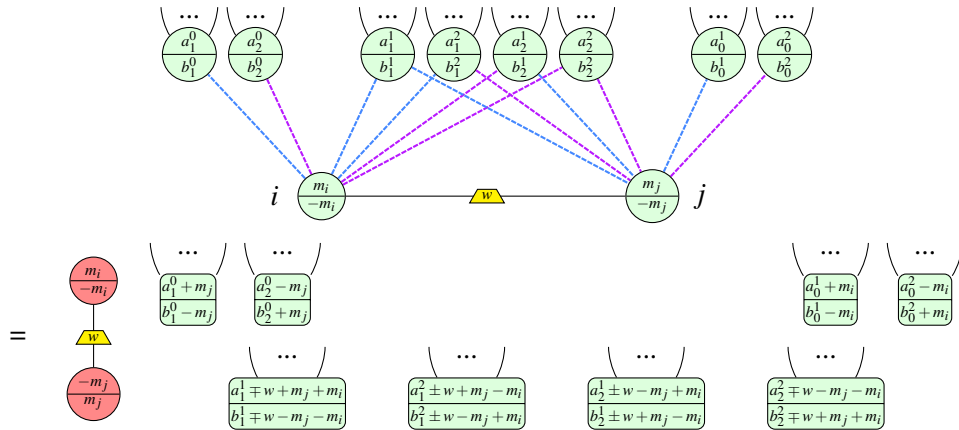 ... ... ... ... ... ... ... ...
a_1^0 a_2^0 a_1^1 a_1^2 a_2^1 a_2^2 a_0^1 a_0^2
b_1^0 b_2^0 b_1^1 b_1^2 b_2^1 b_2^2 b_0^1 b_0^2
i m_i w m_j j
−m_i −m_j
... ... ... ...
m_i a_1^0+m_j a_2^0−m_j a_0^1+m_i a_0^2−m_i
−m_i b_1^0−m_j b_2^0+m_j b_0^1−m_i b_0^2+m_i
= w
... ... ... ...
−m_j a_1^1∓w+m_j+m_i a_1^2±w+m_j−m_i a_2^1±w−m_j+m_i a_2^2∓w−m_j−m_i
m_j b_1^1∓w−m_j−m_i b_1^2±w−m_j+m_i b_2^1±w+m_j−m_i b_2^2∓w+m_j+m_i